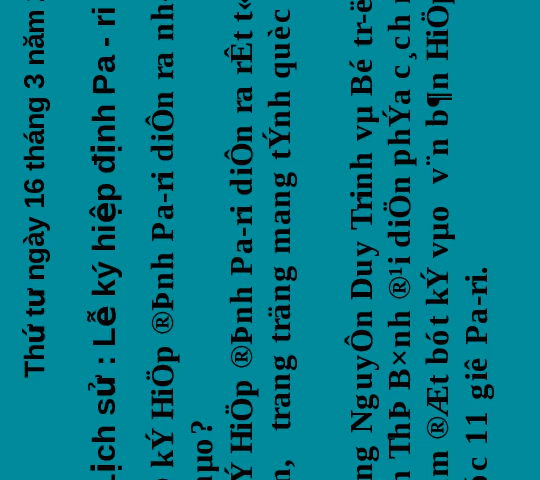 Thứ tư ngày 16 tháng 3 năm
Lịch sử : Lễ ký hiệp định Pa - ri
kÝ HiÖp ®Þnh Pa-ri diÔn ra nh
µo?
Ý HiÖp ®Þnh Pa-ri diÔn ra rÊt t
n, trang träng mang tÝnh quèc
ng NguyÔn Duy Trinh vµ Bé tr-ë
n ThÞ B×nh ®¹i diÖn phÝa c¸ch
m ®Æt bót kÝ vµo v¨n b¶n HiÖp
c 11 giê Pa-ri.